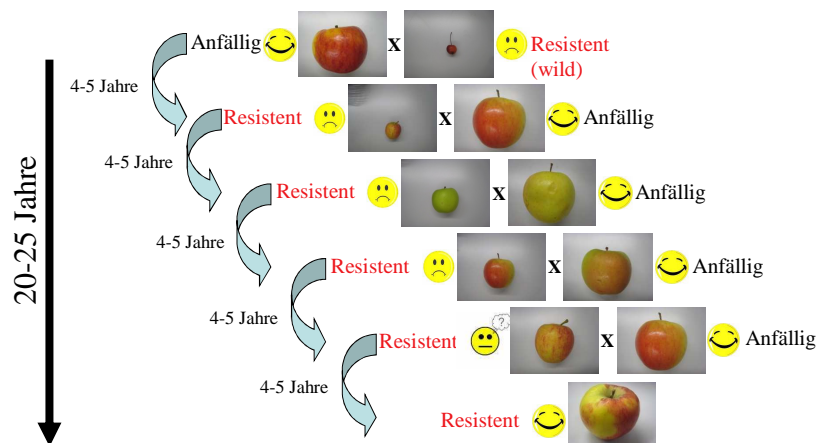 Anfällig X Resistent
(wild)
4-5 Jahre
Resistent X Anfällig
4-5 Jahre
Resistent X Anfällig
4-5 Jahre
Resistent X Anfällig
4-5 Jahre
?
Resistent X Anfällig
4-5 Jahre
Resistent
20-25 Jahre